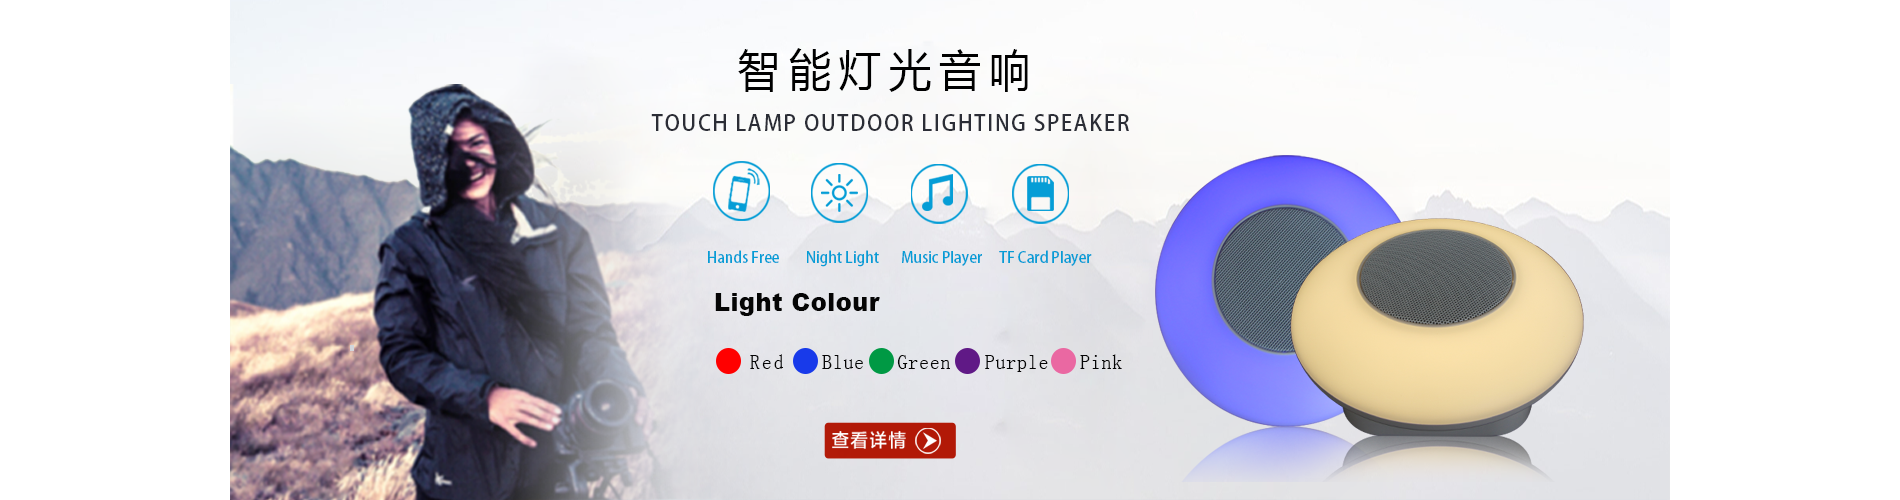 智能灯光音响
TOUCH LAMP OUTDOOR LIGHTING SPEAKER
Hands Free Night Light Music Player TF Card Player
Light Colour
Red Blue Green Purple Pink
查看详情